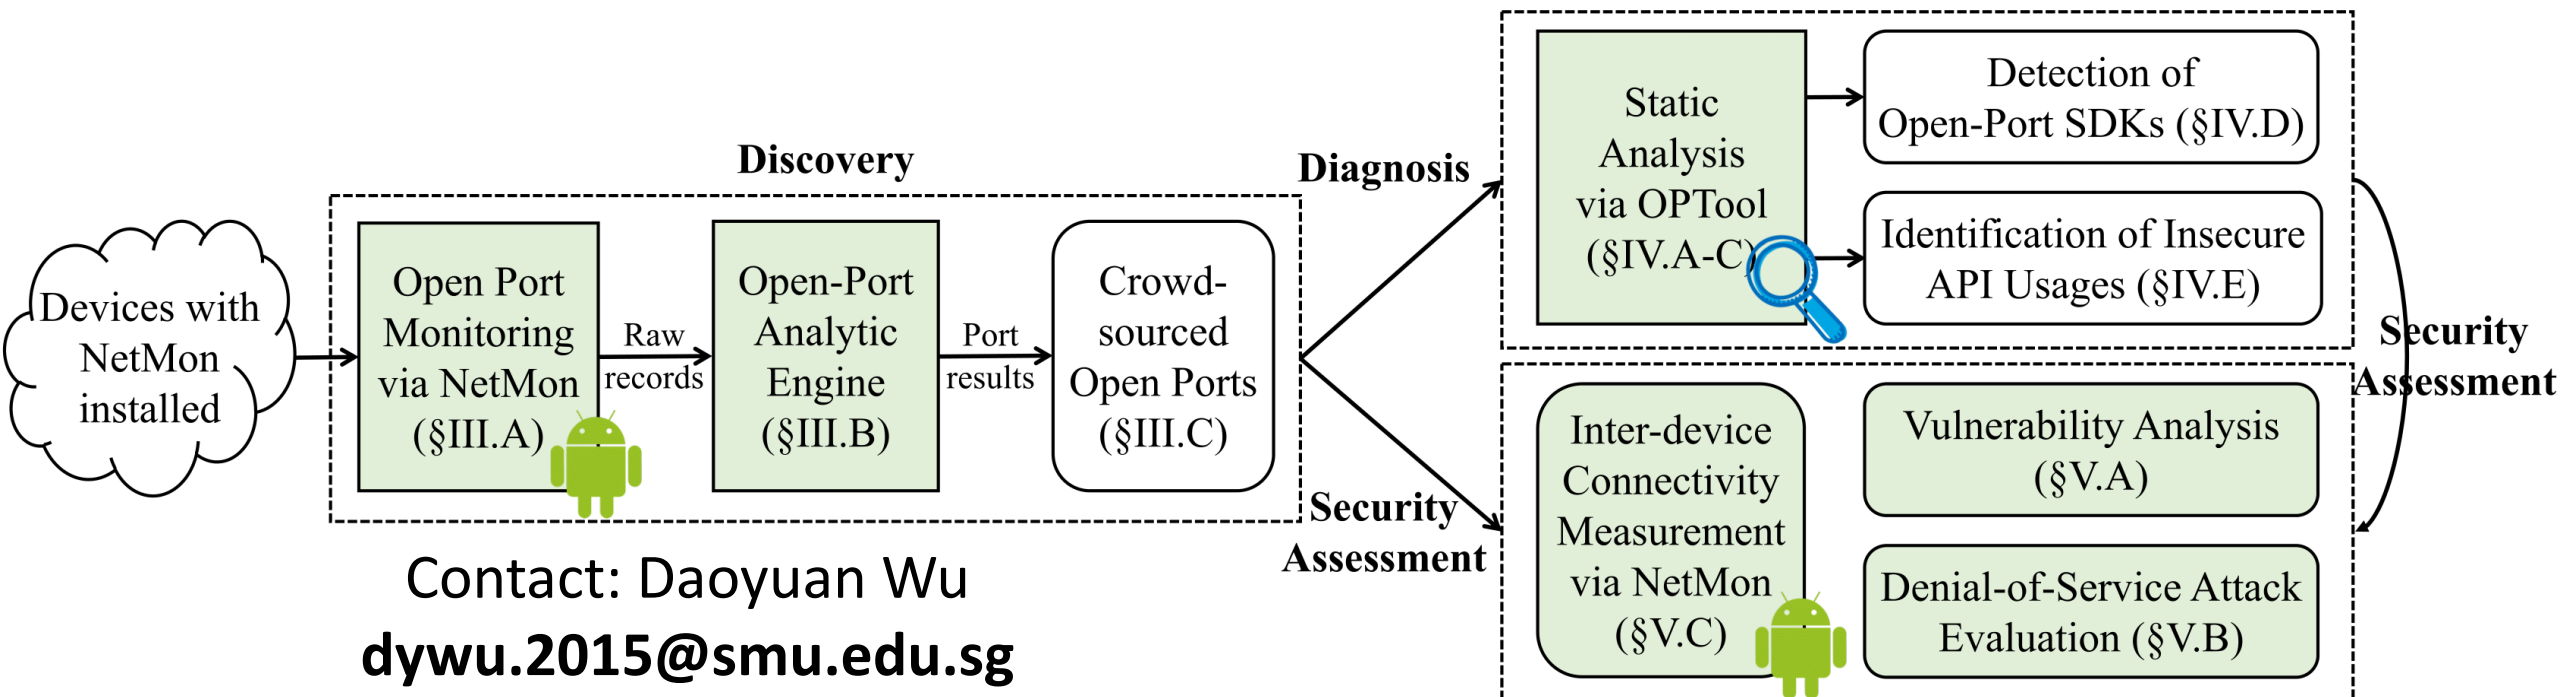 Discovery
Devices with
NetMon
installed
Open Port
Monitoring
via NetMon
(§III.A)
Raw
records
Open-Port
Analytic
Engine
(§III.B)
Port
results
Crowd-
sourced
Open Ports
(§III.C)
Diagnosis
Static
Analysis
via OPTool
(§IV.A-C)
Detection of
Open-Port SDKs (§IV.D)
Identification of Insecure
API Usages (§IV.E)
Security
Assessment
Security
Assessment
Inter-device
Connectivity
Measurement
via NetMon
(§V.C)
Vulnerability Analysis
(§V.A)
Denial-of-Service Attack
Evaluation (§V.B)
Contact: Daoyuan Wu
dywu.2015@smu.edu.sg